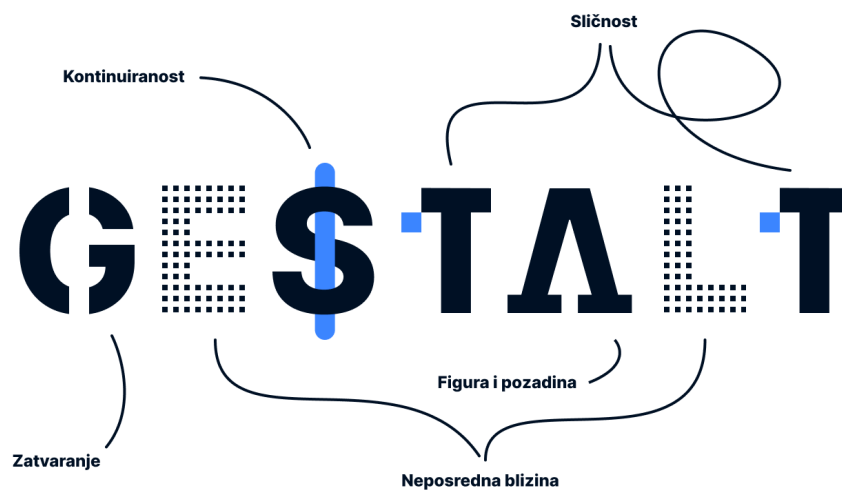 Sličnost
Kontinuiranost
GESTALT
Figura i pozadina
Zatvaranje
Neposredna blizina